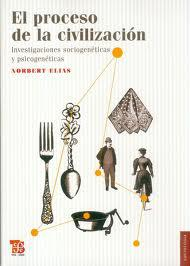 El proceso
de la civilización
Investigaciones sociogenéticas
y psicogenéticas
NORBERT ELIAS